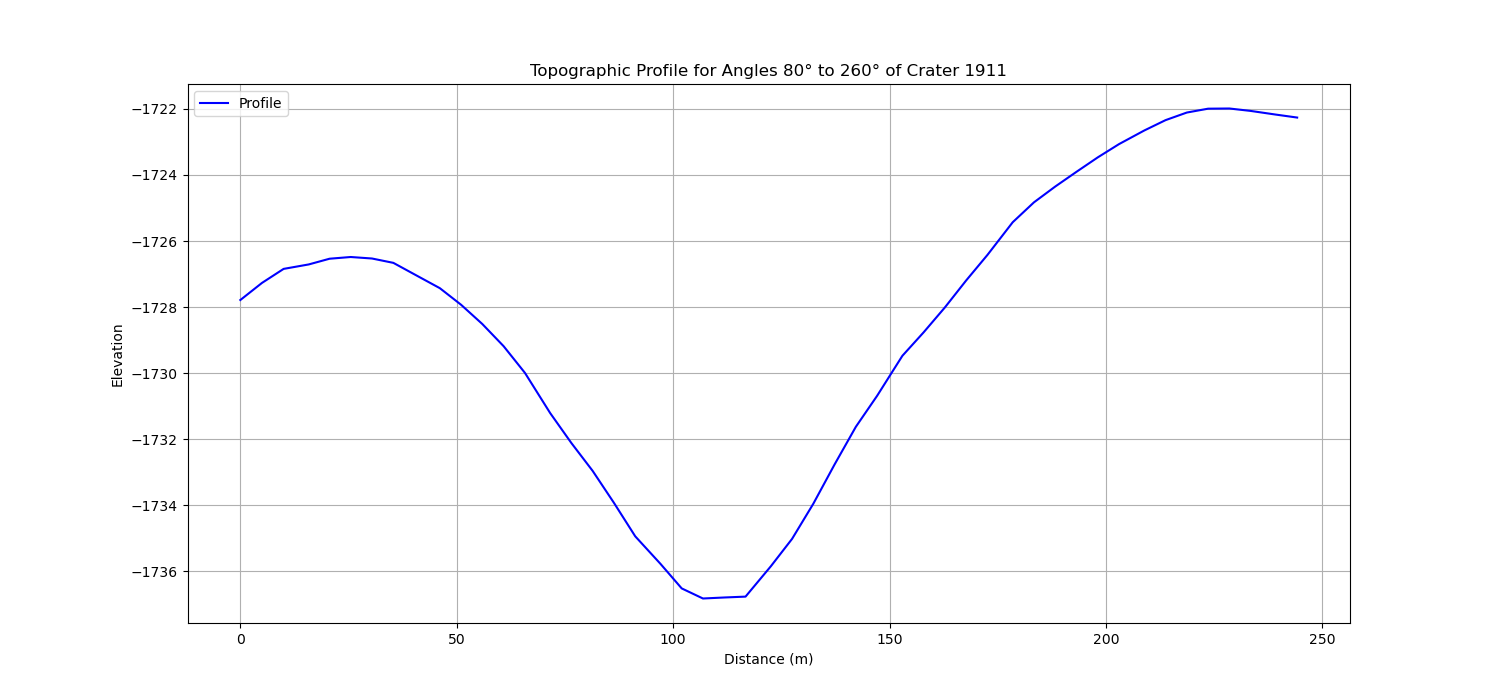 Topographic Profile for Angles 80° to 260° of Crater 1911
Profile
−1722
−1724
−1726
−1728
−1730
−1732
−1734
−1736
Elevation
0 50 100 150 200 250
Distance (m)